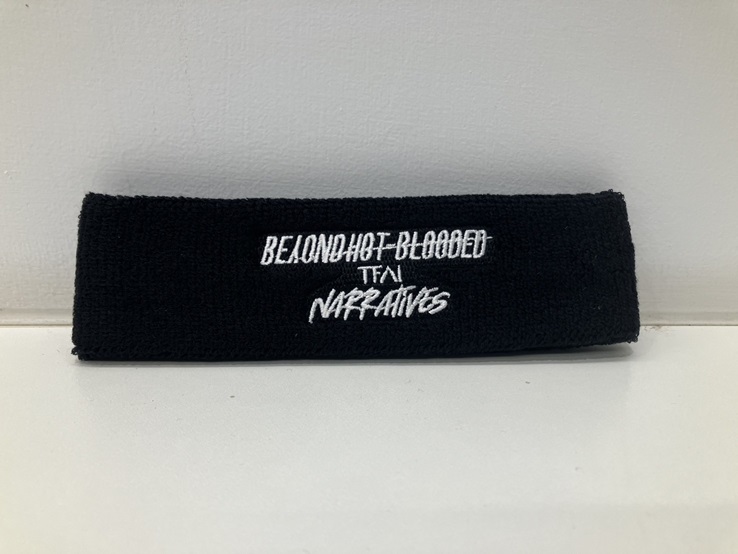 BEYOND HOT-BLOODED
TFAI
NARRATIVES